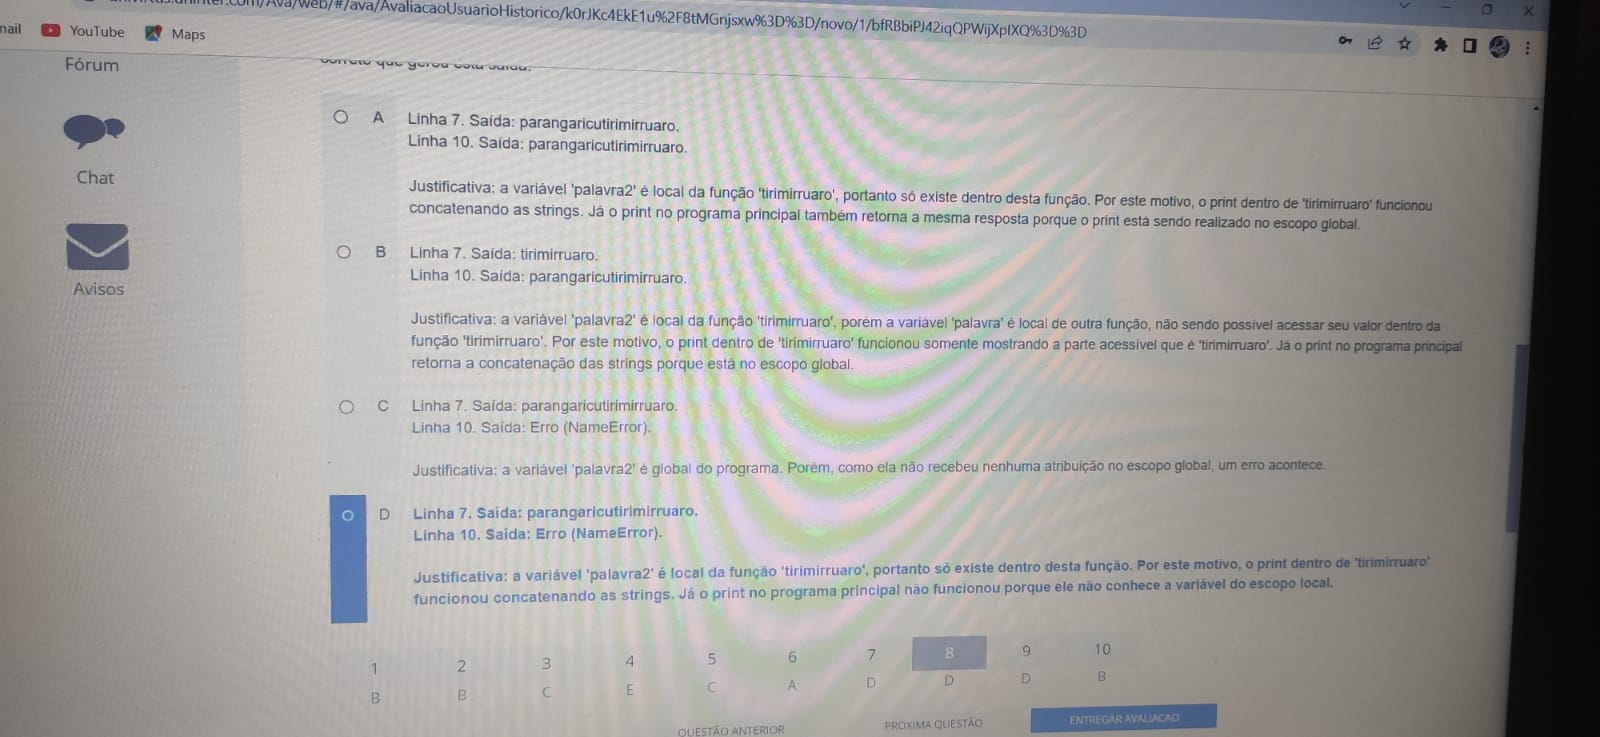 /Ava/web/#/ava/AvaliacaoUsuarioHistorico/k0rJKc4EkE1u%2F8tMGnjsxw%3D%3D/novo/1/bfRBbiPJ42iqQPWijXpIXQ%3D%3D
YouTube
Maps
Fórum
Chat
Avisos
A
Linha 7. Saída: parangaricutirimirruaro.
Linha 10. Saída: parangaricutirimirruaro.
Justificativa: a variável 'palavra2' é local da função 'tirimirruaro', portanto só existe dentro desta função. Por este motivo, o print dentro de 'tirimirruaro' funcionou
concatenando as strings. Já o print no programa principal também retorna a mesma resposta porque o print está sendo realizado no escopo global.
B
Linha 7. Saída: tirimirruaro.
Linha 10. Saída: parangaricutirimirruaro.
Justificativa: a variável 'palavra2' é local da função 'tirimirruaro', porém a variável 'palavra' é local de outra função, não sendo possível acessar seu valor dentro da
função 'tirimirruaro'. Por este motivo, o print dentro de 'tirimirruaro' funcionou somente mostrando a parte acessível que é 'tirimirruaro'. Já o print no programa principal
retorna a concatenação das strings porque está no escopo global.
C
Linha 7. Saída: parangaricutirimirruaro.
Linha 10. Saída: Erro (NameError).
Justificativa: a variável 'palavra2' é global do programa. Porém, como ela não recebeu nenhuma atribuição no escopo global, um erro acontece.
D
Linha 7. Saída: parangaricutirimirruaro.
Linha 10. Saída: Erro (NameError).
Justificativa: a variável 'palavra2' é local da função 'tirimirruaro', portanto só existe dentro desta função. Por este motivo, o print dentro de 'tirimirruaro'
funcionou concatenando as strings. Já o print no programa principal não funcionou porque ele não conhece a variável do escopo local.
1 2 3 4 5 6 7 8 9 10
B B C E C A D D D B
QUESTÃO ANTERIOR
PRÓXIMA QUESTÃO
ENTREGAR AVALIACAO